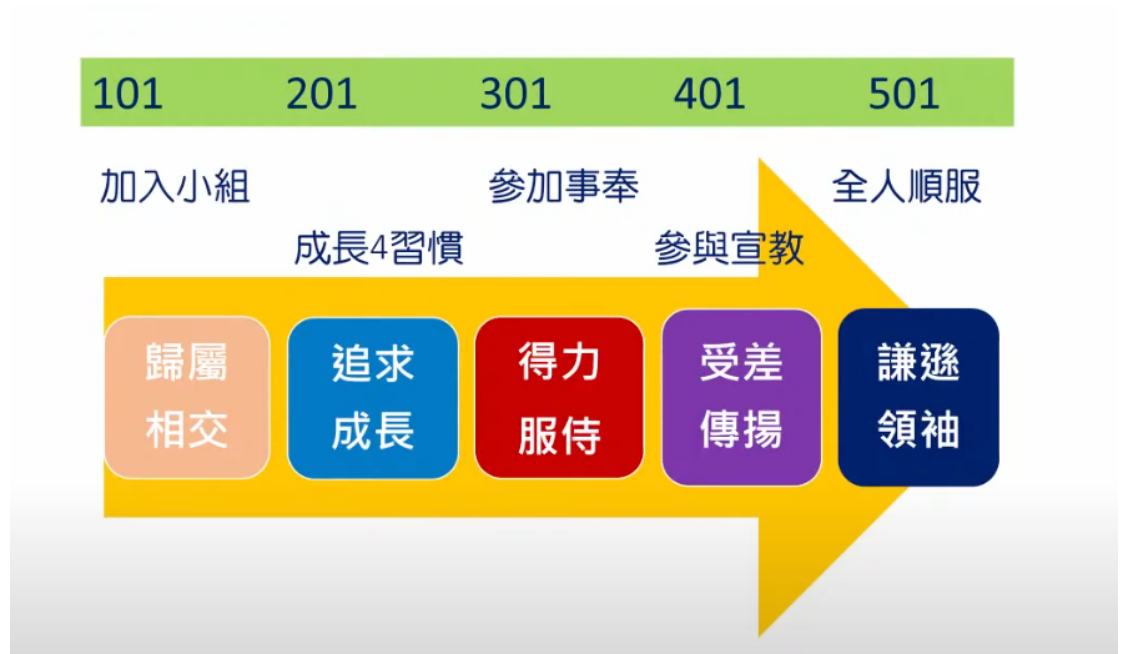 101 201 301 401 501
加入小組 參加事奉 全人順服
成長4習慣 參與宣教
歸屬 追求 得力 受差 謙遜
相交 成長 服侍 傳揚 領袖